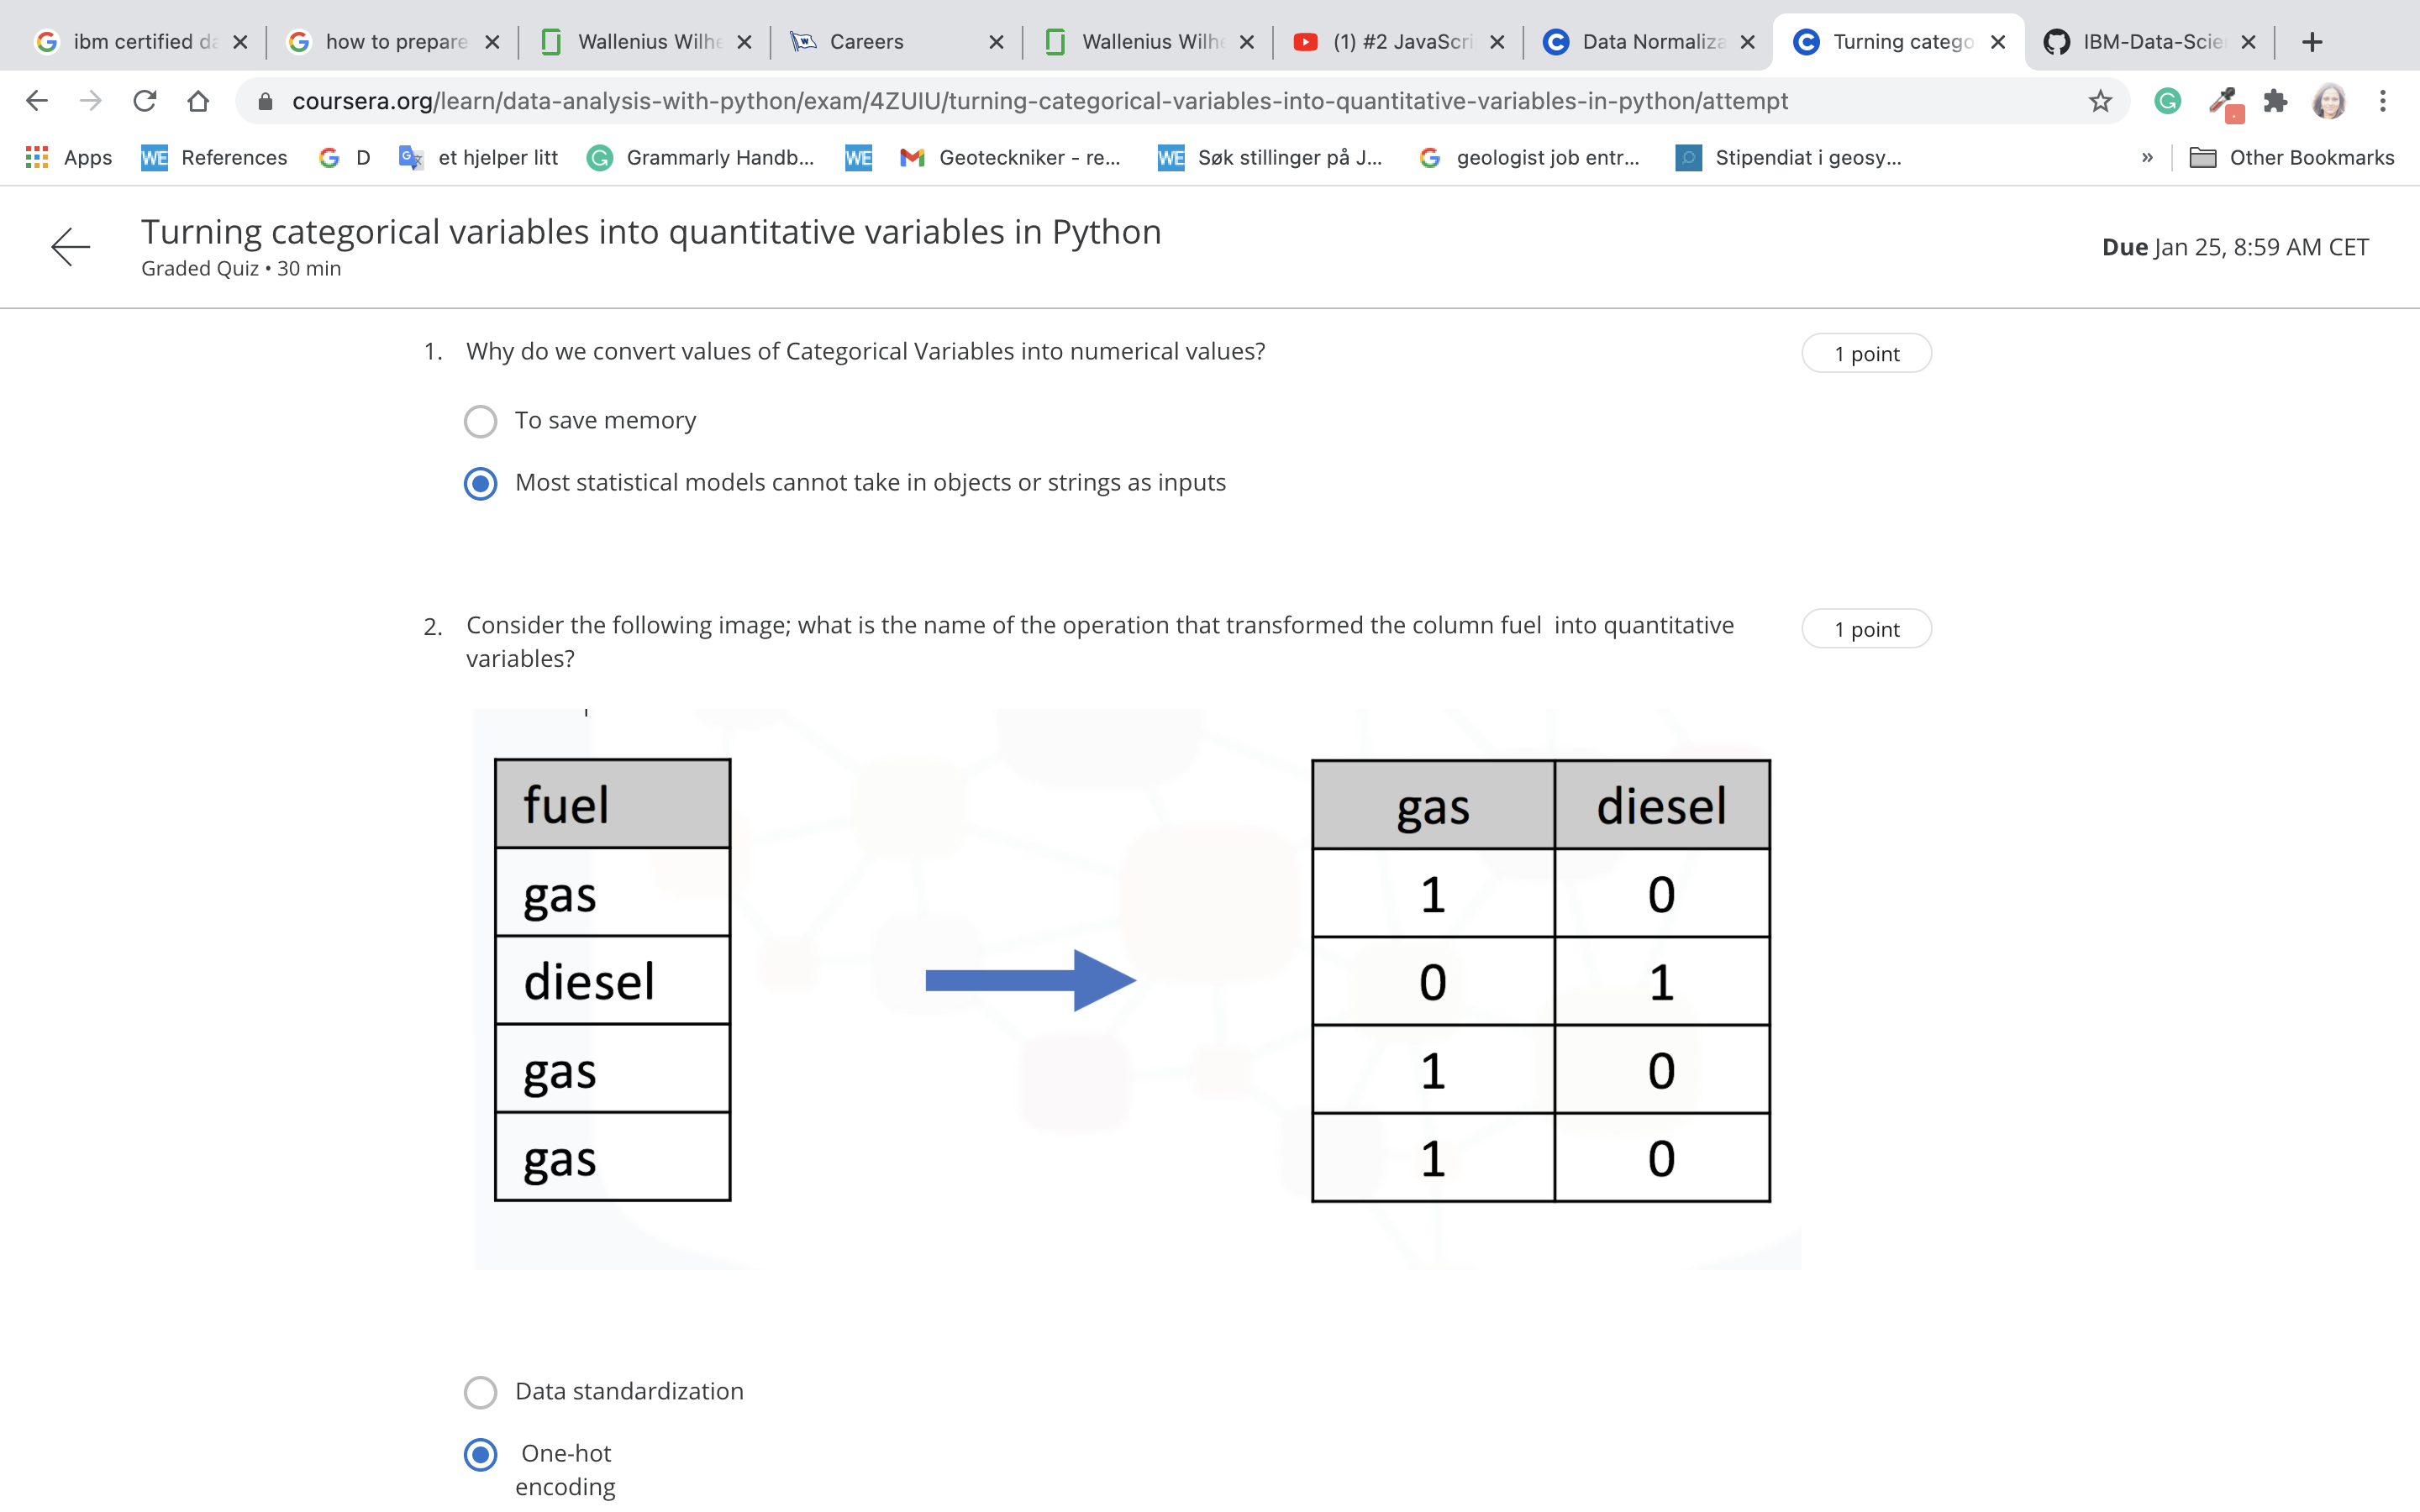 ibm certified da
how to prepare
Wallenius Wilhe
Careers
Wallenius Wilhe
(1) #2 JavaScri
Data Normaliza
Turning catego
IBM-Data-Scie
coursera.org/learn/data-analysis-with-python/exam/4ZUIU/turning-categorical-variables-into-quantitative-variables-in-python/attempt
Apps
WE References
D
et hjelper litt
Grammarly Handb...
WE
Geoteckniker - re...
WE Søk stillinger på J...
geologist job entr...
Stipendiat i geosy...
»
Other Bookmarks
Turning categorical variables into quantitative variables in Python
Graded Quiz • 30 min
Due Jan 25, 8:59 AM CET
1. Why do we convert values of Categorical Variables into numerical values?
1 point
To save memory
Most statistical models cannot take in objects or strings as inputs
2. Consider the following image; what is the name of the operation that transformed the column fuel into quantitative
variables?
1 point
fuel
gas
diesel
gas
gas
gas diesel
1 0
0 1
1 0
1 0
Data standardization
One-hot
encoding